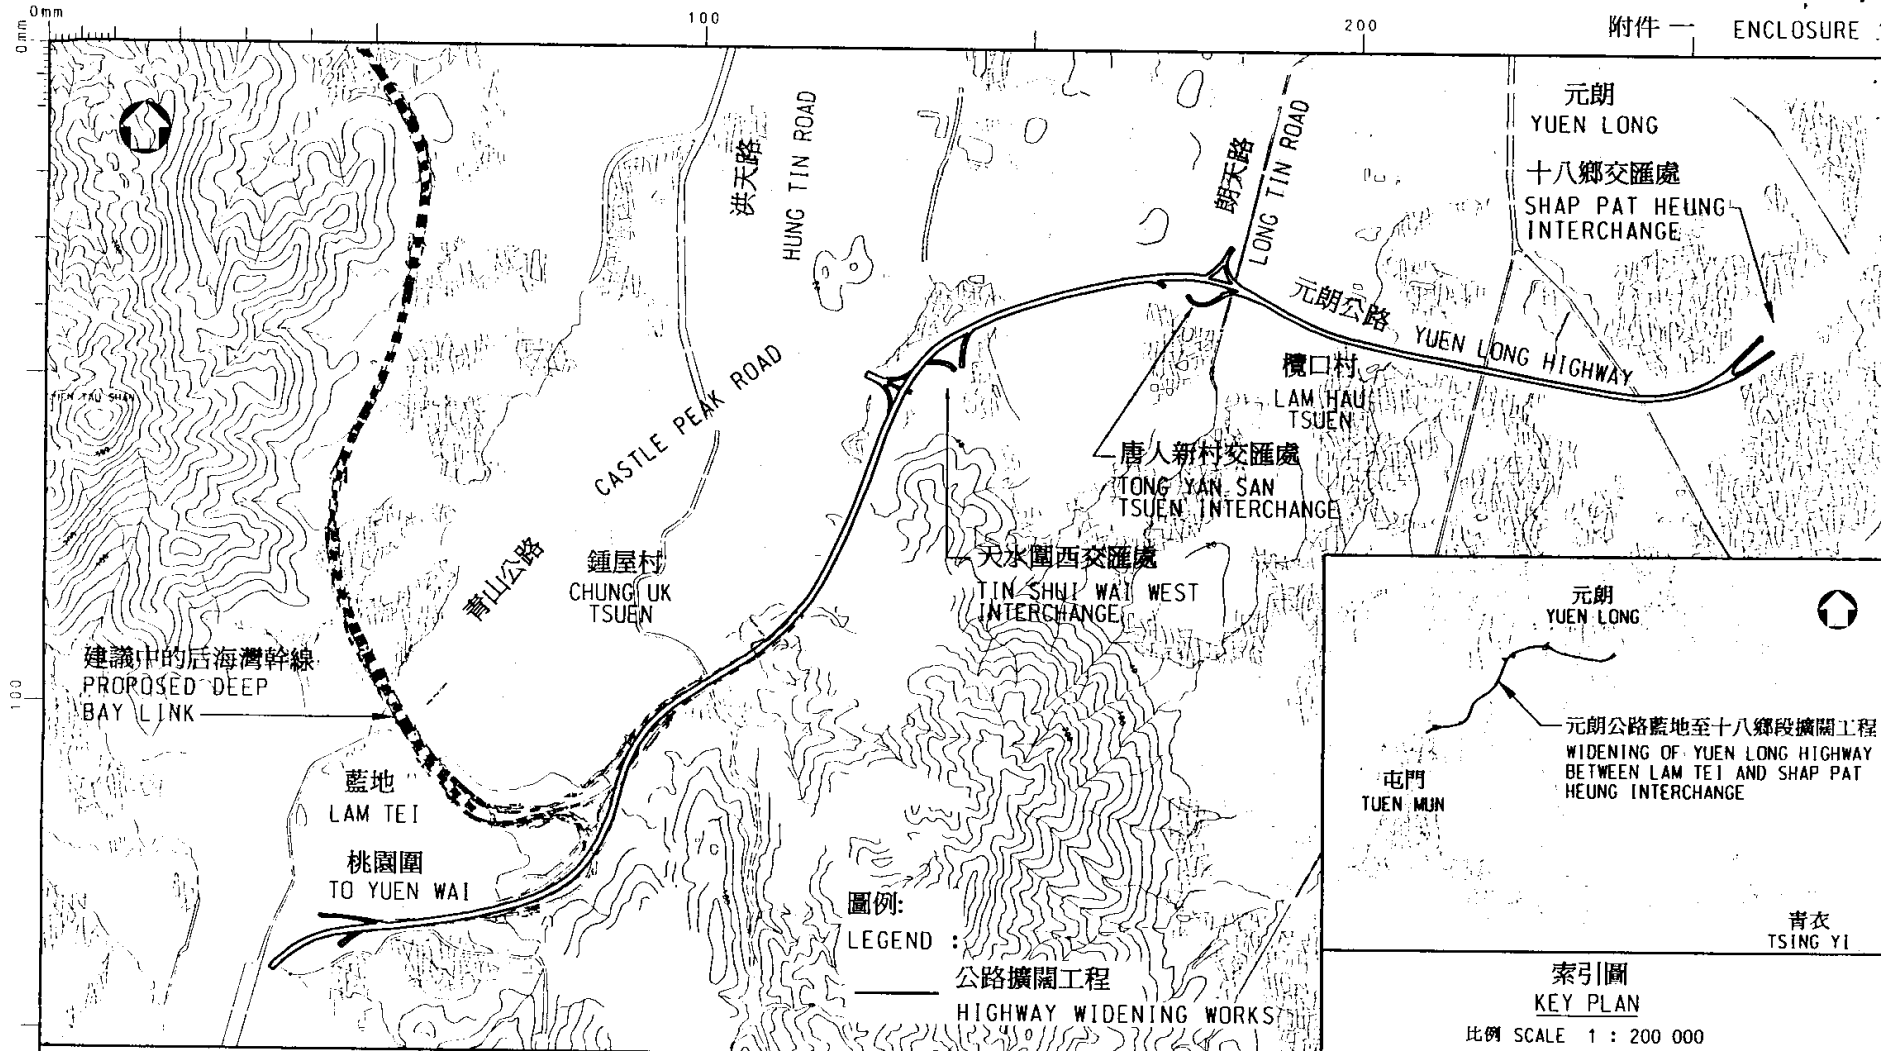 0mm
0mm
100
200
100
附件一 ENCLOSURE
元朗
YUEN LONG
十八鄉交匯處
SHAP PAT HEUNG
INTERCHANGE
洪天路
HUNG TIN ROAD
朗天路
LONG TIN ROAD
元朗公路
YUEN LONG HIGHWAY
欖口村
LAM HAU
TSUEN
唐人新村交匯處
TONG YAN SAN
TSUEN INTERCHANGE
天水圍西交匯處
TIN SHUI WAI WEST
INTERCHANGE
青山公路
CASTLE PEAK ROAD
鍾屋村
CHUNG UK
TSUEN
建議中的后海灣幹線
PROPOSED DEEP
BAY LINK
藍地
LAM TEI
桃園圍
TO YUEN WAI
圖例:
LEGEND :
公路擴闊工程
HIGHWAY WIDENING WORKS
元朗
YUEN LONG
元朗公路藍地至十八鄉段擴闊工程
WIDENING OF YUEN LONG HIGHWAY
BETWEEN LAM TEI AND SHAP PAT
HEUNG INTERCHANGE
屯門
TUEN MUN
青衣
TSING YI
索引圖
KEY PLAN
比例 SCALE 1 : 200 000